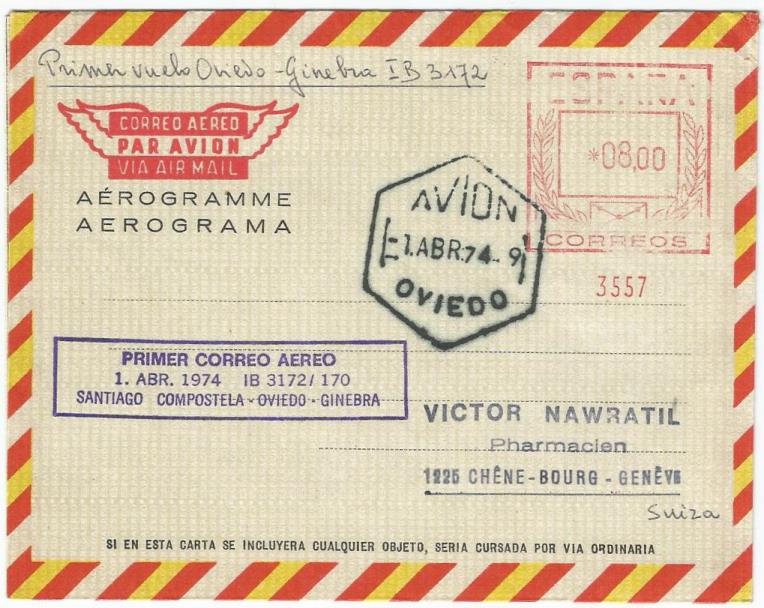 Primer vuelo Oviedo - Ginebra IB 3172
CORREO AEREO
PAR AVION
VIA AIR MAIL
AÉROGRAMME
AEROGRAMA
ESPAÑA
*08,00
CORREOS
3557
AVION
-1.ABR.74-9
OVIEDO
PRIMER CORREO AEREO
1. ABR. 1974 IB 3172/170
SANTIAGO COMPOSTELA - OVIEDO - GINEBRA
VICTOR NAWRATIL
Pharmacien
1225 CHÊNE-BOURG - GENÊVE
Suiza
SI EN ESTA CARTA SE INCLUYERA CUALQUIER OBJETO, SERIA CURSADA POR VIA ORDINARIA